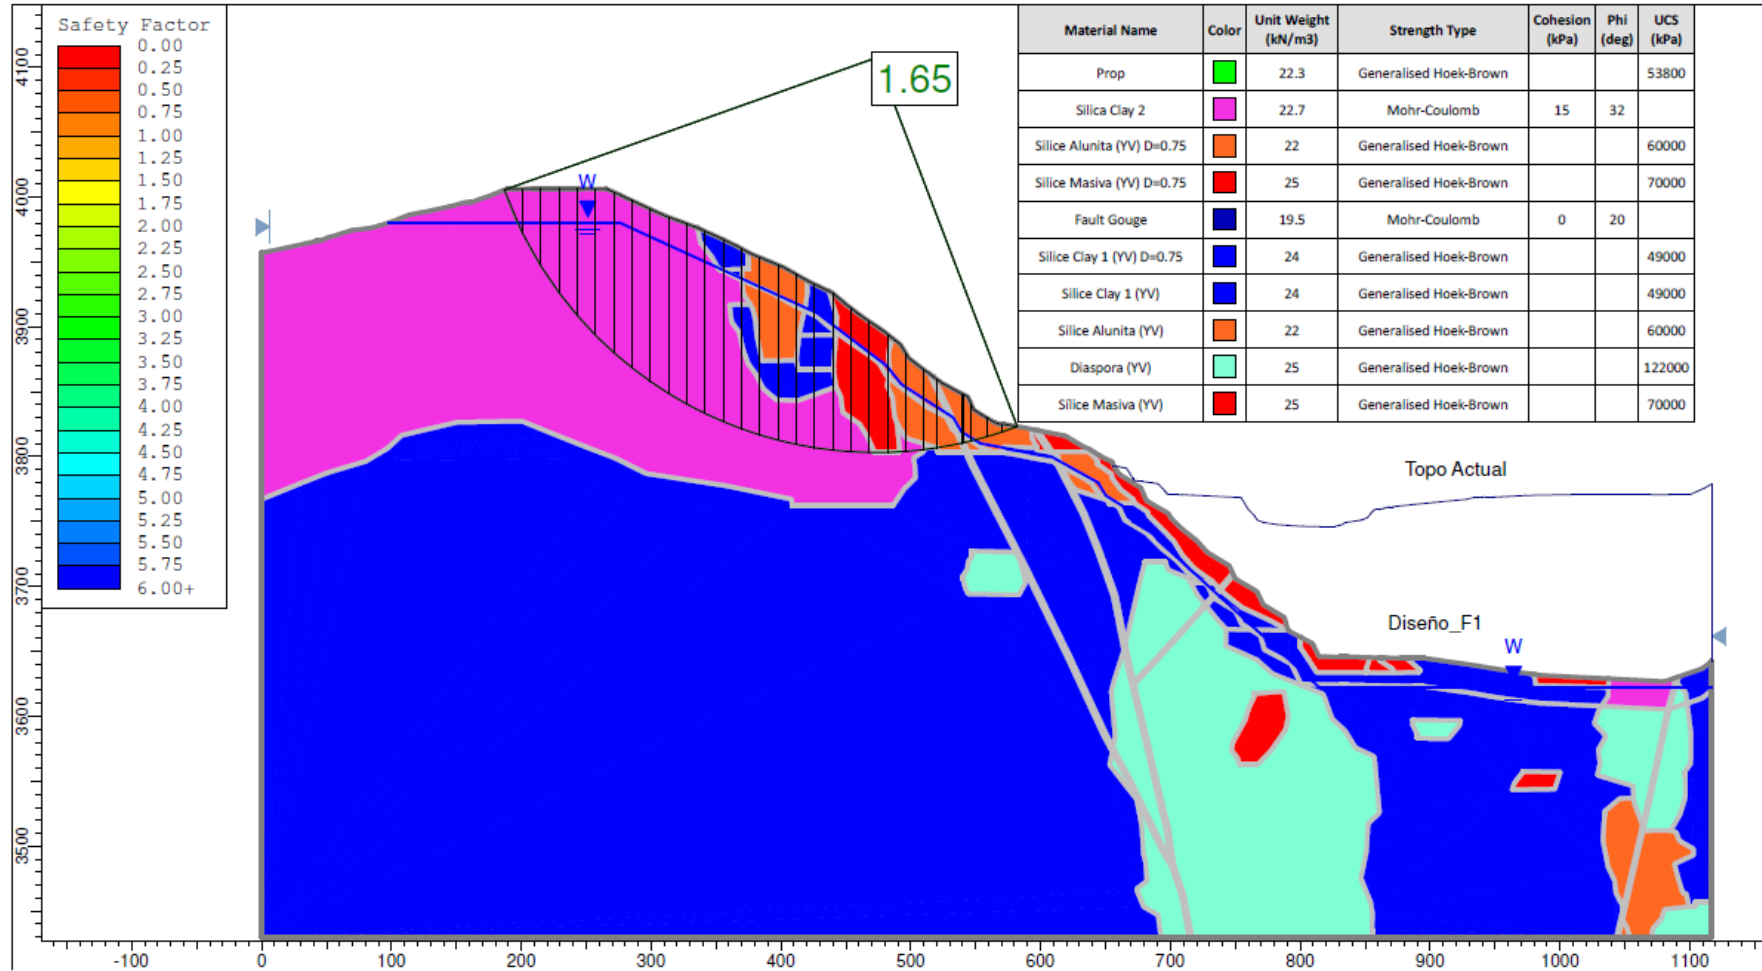 Safety Factor
0.00
0.25
0.50
0.75
1.00
1.25
1.50
1.75
2.00
2.25
2.50
2.75
3.00
3.25
3.50
3.75
4.00
4.25
4.50
4.75
5.00
5.25
5.50
5.75
6.00+
1.65
Material Name Color Unit Weight (kN/m3) Strength Type Cohesion (kPa) Phi (deg) UCS (kPa)
Prop 22.3 Generalised Hoek-Brown 53800
Silica Clay 2 22.7 Mohr-Coulomb 15 32
Silice Alunita (YV) D=0.75 22 Generalised Hoek-Brown 60000
Silice Masiva (YV) D=0.75 25 Generalised Hoek-Brown 70000
Fault Gouge 19.5 Mohr-Coulomb 0 20
Silice Clay 1 (YV) D=0.75 24 Generalised Hoek-Brown 49000
Silice Clay 1 (YV) 24 Generalised Hoek-Brown 49000
Silice Alunita (YV) 22 Generalised Hoek-Brown 60000
Diaspora (YV) 25 Generalised Hoek-Brown 122000
Sílice Masiva (YV) 25 Generalised Hoek-Brown 70000
W
Topo Actual
Diseño_F1
W
4100
4000
3900
3800
3700
3600
3500
-100 0 100 200 300 400 500 600 700 800 900 1000 1100